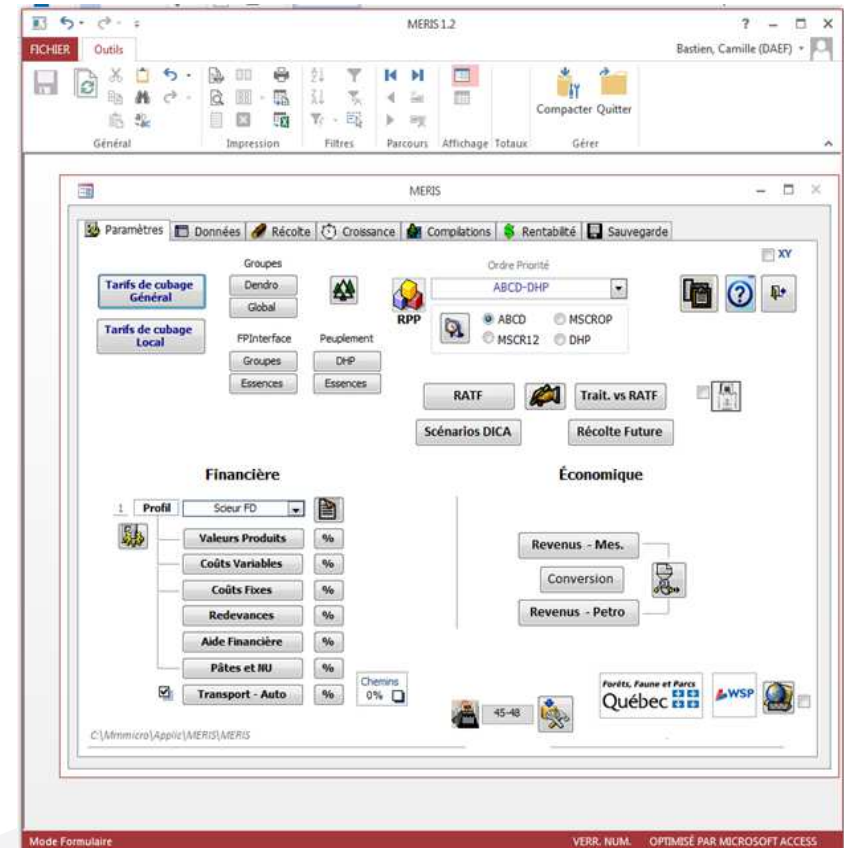 MERIS 1.2
FICHIER Outils
Bastien, Camille (DAEF)
Compacter Quitter
Général Impression Filtres Parcours Affichage Totaux Gérer
MERIS
Paramètres Données Récolte Croissance Compilations Rentabilité Sauvegarde
XY
Groupes
Ordre Priorité
Tarifs de cubage
Général
Dendro
Global
RPP
ABCD-DHP
ABCD MSCROP
MSCR12 DHP
Tarifs de cubage
Local
FPInterface Peuplement
Groupes DHP
Essences Essences
RATF Trait. vs RATF
Scénarios DICA Récolte Future
Financière
Économique
1 Profil Scieur FD
Valeurs Produits %
Coûts Variables %
Coûts Fixes %
Redevances %
Aide Financière %
Pâtes et NU %
Transport - Auto %
Chemins
0%
Revenus - Mes.
Conversion
Revenus - Petro
45-48
Forêts, Faune et Parcs
Québec
WSP
C:\Mmmicro\Applic\MERIS\MERIS
Mode Formulaire
VERR. NUM. OPTIMISÉ PAR MICROSOFT ACCESS